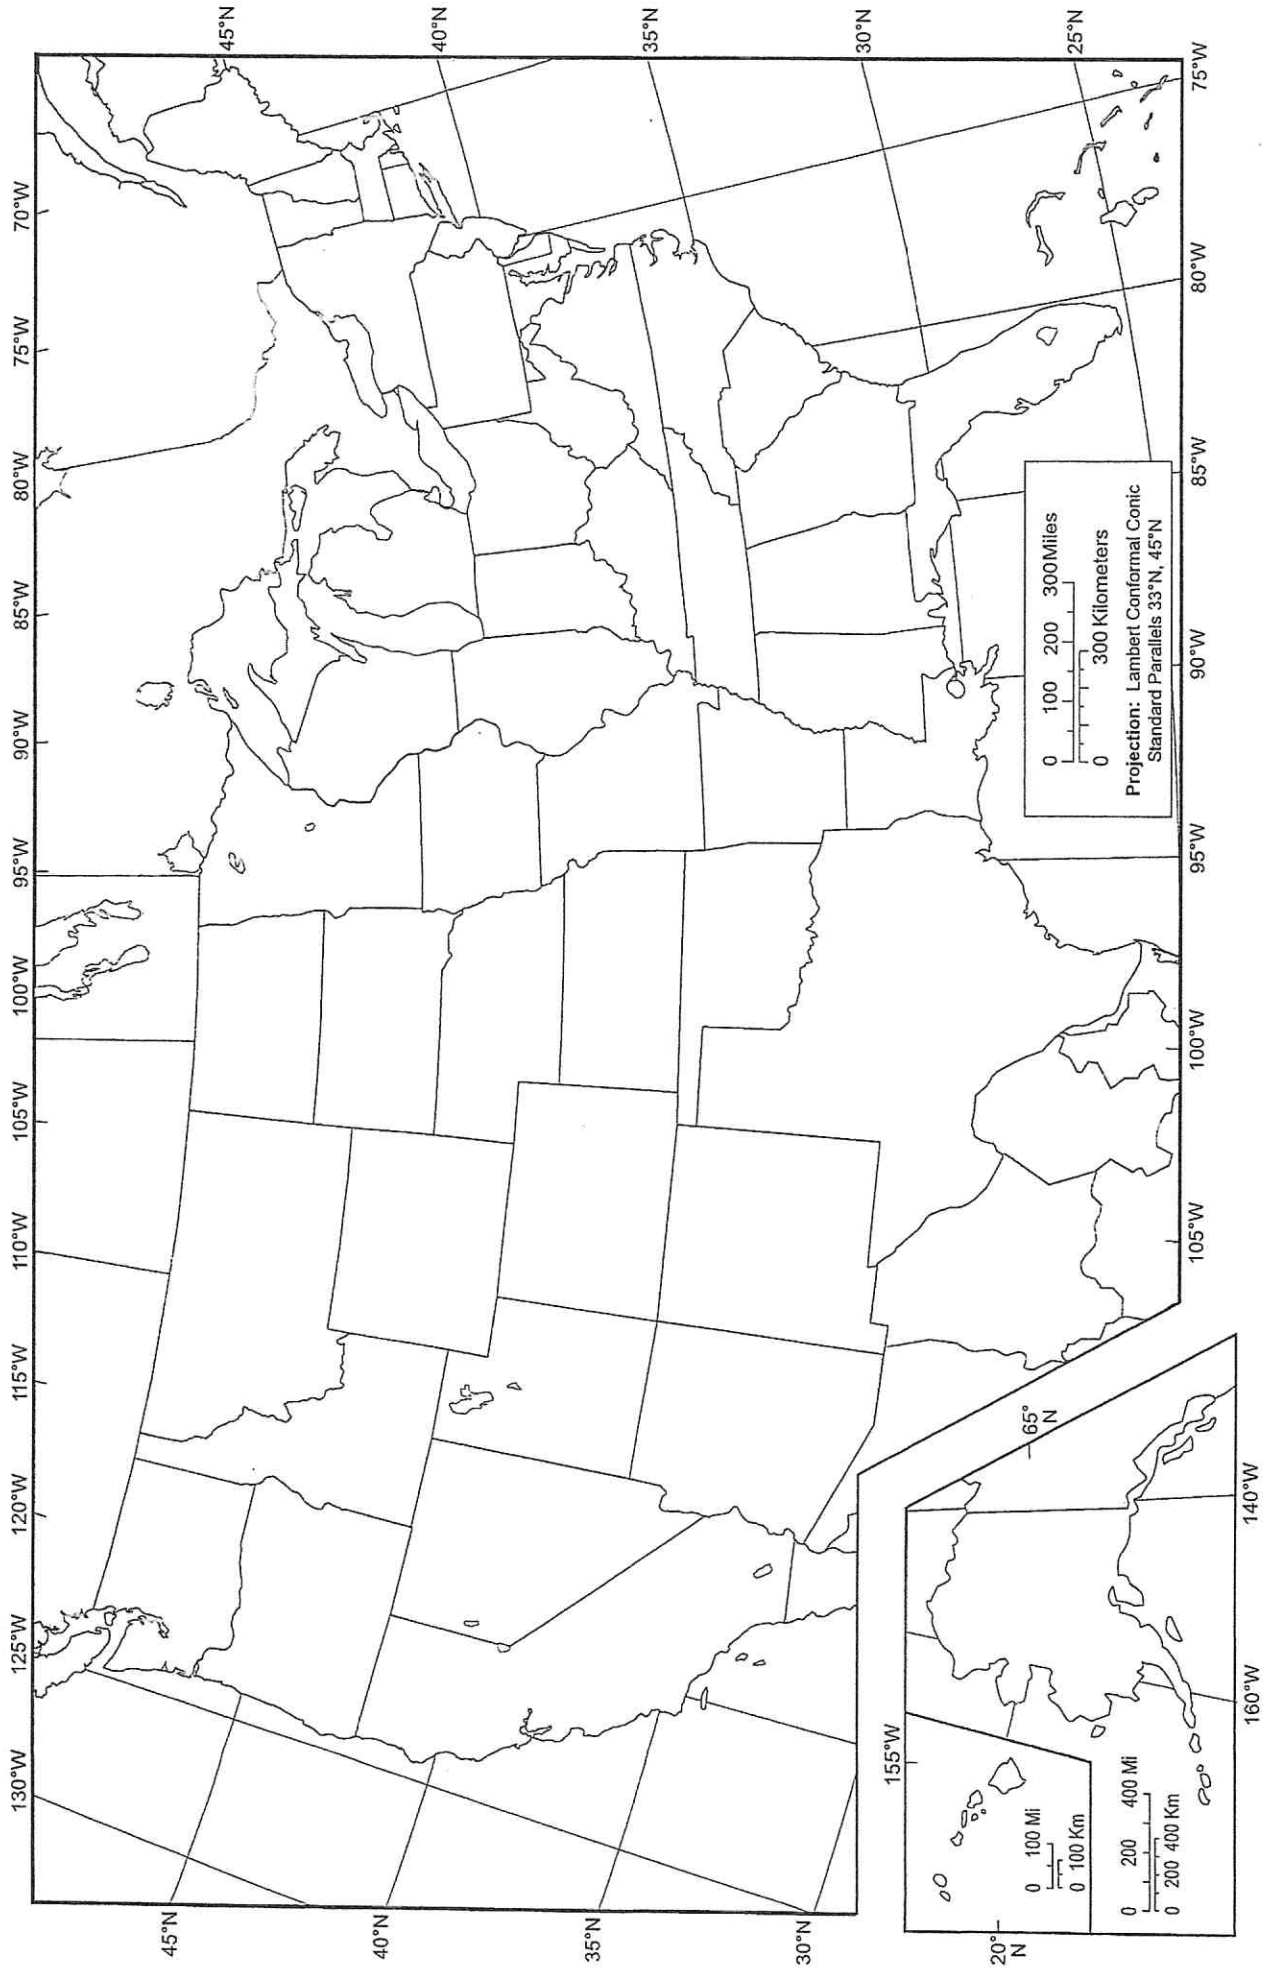 130°W
125°W
120°W
115°W
110°W
105°W
100°W
95°W
90°W
85°W
80°W
75°W
70°W
45°N
40°N
35°N
30°N
45°N
40°N
35°N
30°N
25°N
105°W
100°W
95°W
90°W
85°W
80°W
75°W
0 100 200 300 Miles
0 300 Kilometers
Projection: Lambert Conformal Conic
Standard Parallels 33°N, 45°N
155°W
20°
N
0 100 Mi
0 100 Km
65°
N
0 200 400 Mi
0 200 400 Km
160°W
140°W